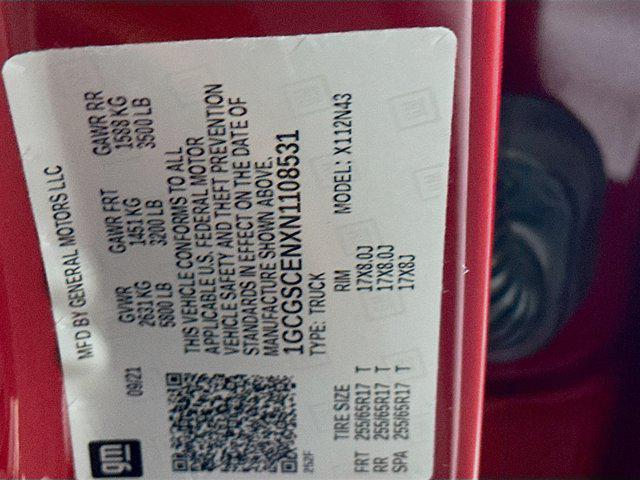 MFD BY GENERAL MOTORS LLC
gm
09/21
GVWR GAWR FRT GAWR RR
2631 KG 1451 KG 1588 KG
5800 LB 3200 LB 3500 LB
THIS VEHICLE CONFORMS TO ALL
APPLICABLE U.S. FEDERAL MOTOR
VEHICLE SAFETY AND THEFT PREVENTION
STANDARDS IN EFFECT ON THE DATE OF
MANUFACTURE SHOWN ABOVE.
1GCGSCENXN1108531
TYPE: TRUCK MODEL: X112N43
252F
TIRE SIZE RIM
FRT 255/65R17 T 17X8.0J
RR 255/65R17 T 17X8.0J
SPA 255/65R17 T 17X8J